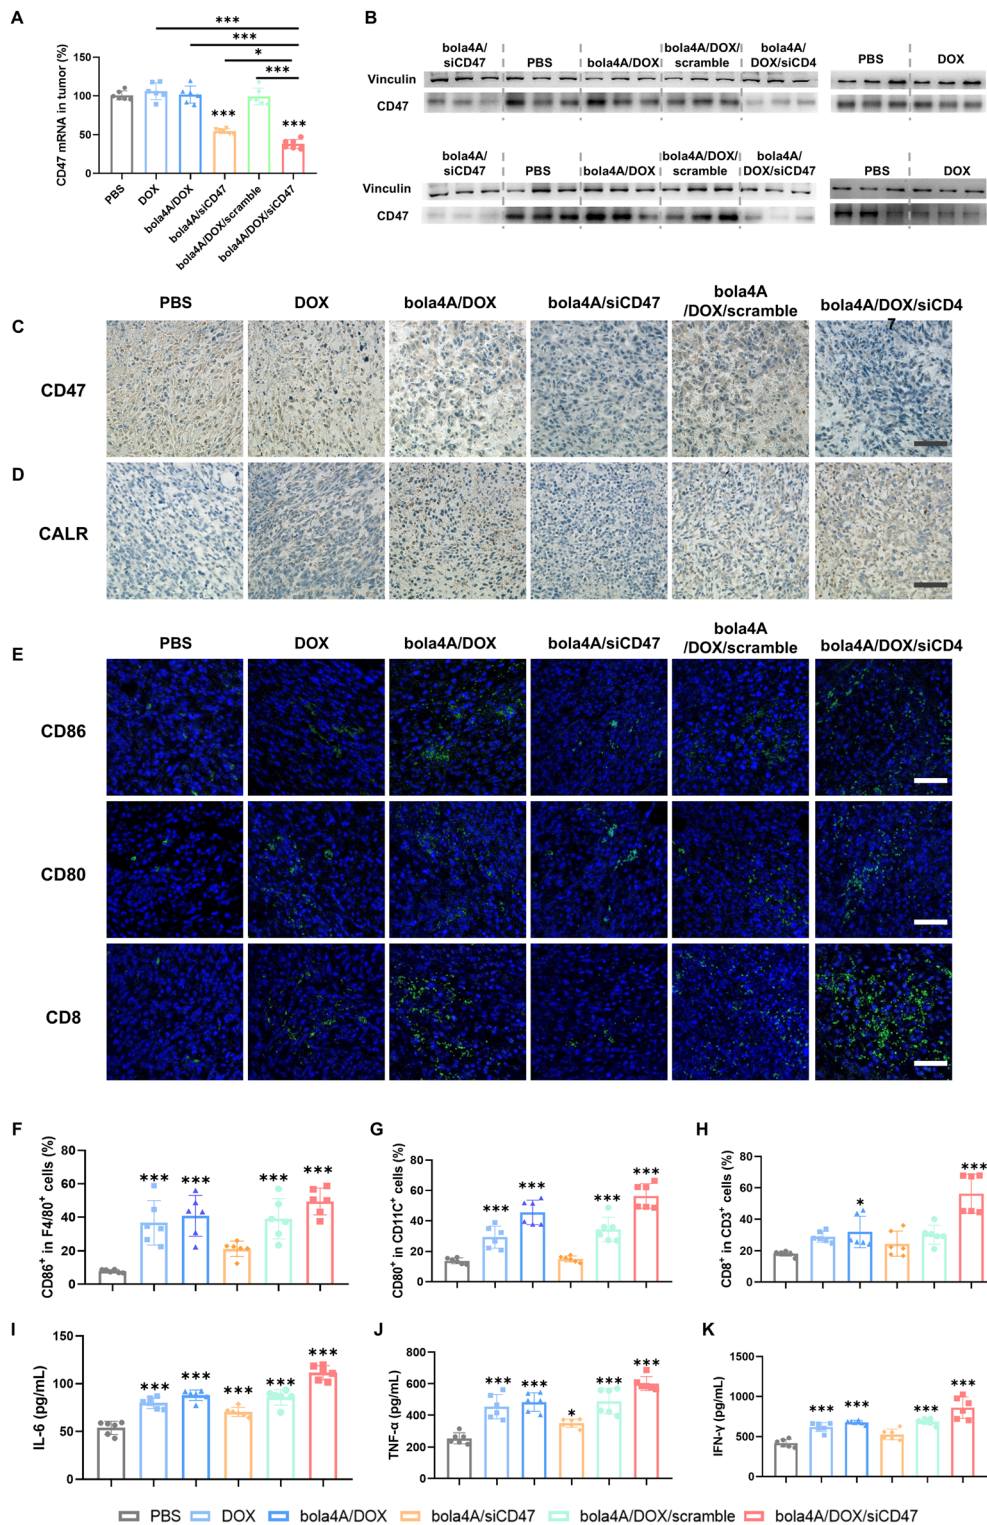 A
CD47 mRNA in tumor (%)
150
100
50
0
***
***
*
***
***
***
PBS
DOX
bola4A/DOX
bola4A/siCD47
bola4A/DOX/scramble
bola4A/DOX/siCD47
B
bola4A/
siCD47
PBS
bola4A/DOX
bola4A/DOX/
scramble
bola4A/
DOX/siCD4
PBS
DOX
Vinculin
CD47
bola4A/
siCD47
PBS
bola4A/DOX
bola4A/DOX/
scramble
bola4A/
DOX/siCD47
PBS
DOX
Vinculin
CD47
PBS
DOX
bola4A/DOX
bola4A/siCD47
bola4A
/DOX/scramble
bola4A/DOX/siCD4
7
C
CD47
D
CALR
E
PBS
DOX
bola4A/DOX
bola4A/siCD47
bola4A
/DOX/scramble
bola4A/DOX/siCD4
CD86
CD80
CD8
F
CD86+ in F4/80+ cells (%)
80
60
40
20
0
***
***
***
***
G
CD80+ in CD11C+ cells (%)
80
60
40
20
0
***
***
***
***
H
CD8+ in CD3+ cells (%)
80
60
40
20
0
*
***
I
IL-6 (pg/mL)
150
100
50
0
***
***
***
***
***
J
TNF-α (pg/mL)
800
600
400
200
0
***
***
*
***
***
K
IFN-γ (pg/mL)
1500
1000
500
0
***
***
***
***
PBS
DOX
bola4A/DOX
bola4A/siCD47
bola4A/DOX/scramble
bola4A/DOX/siCD47